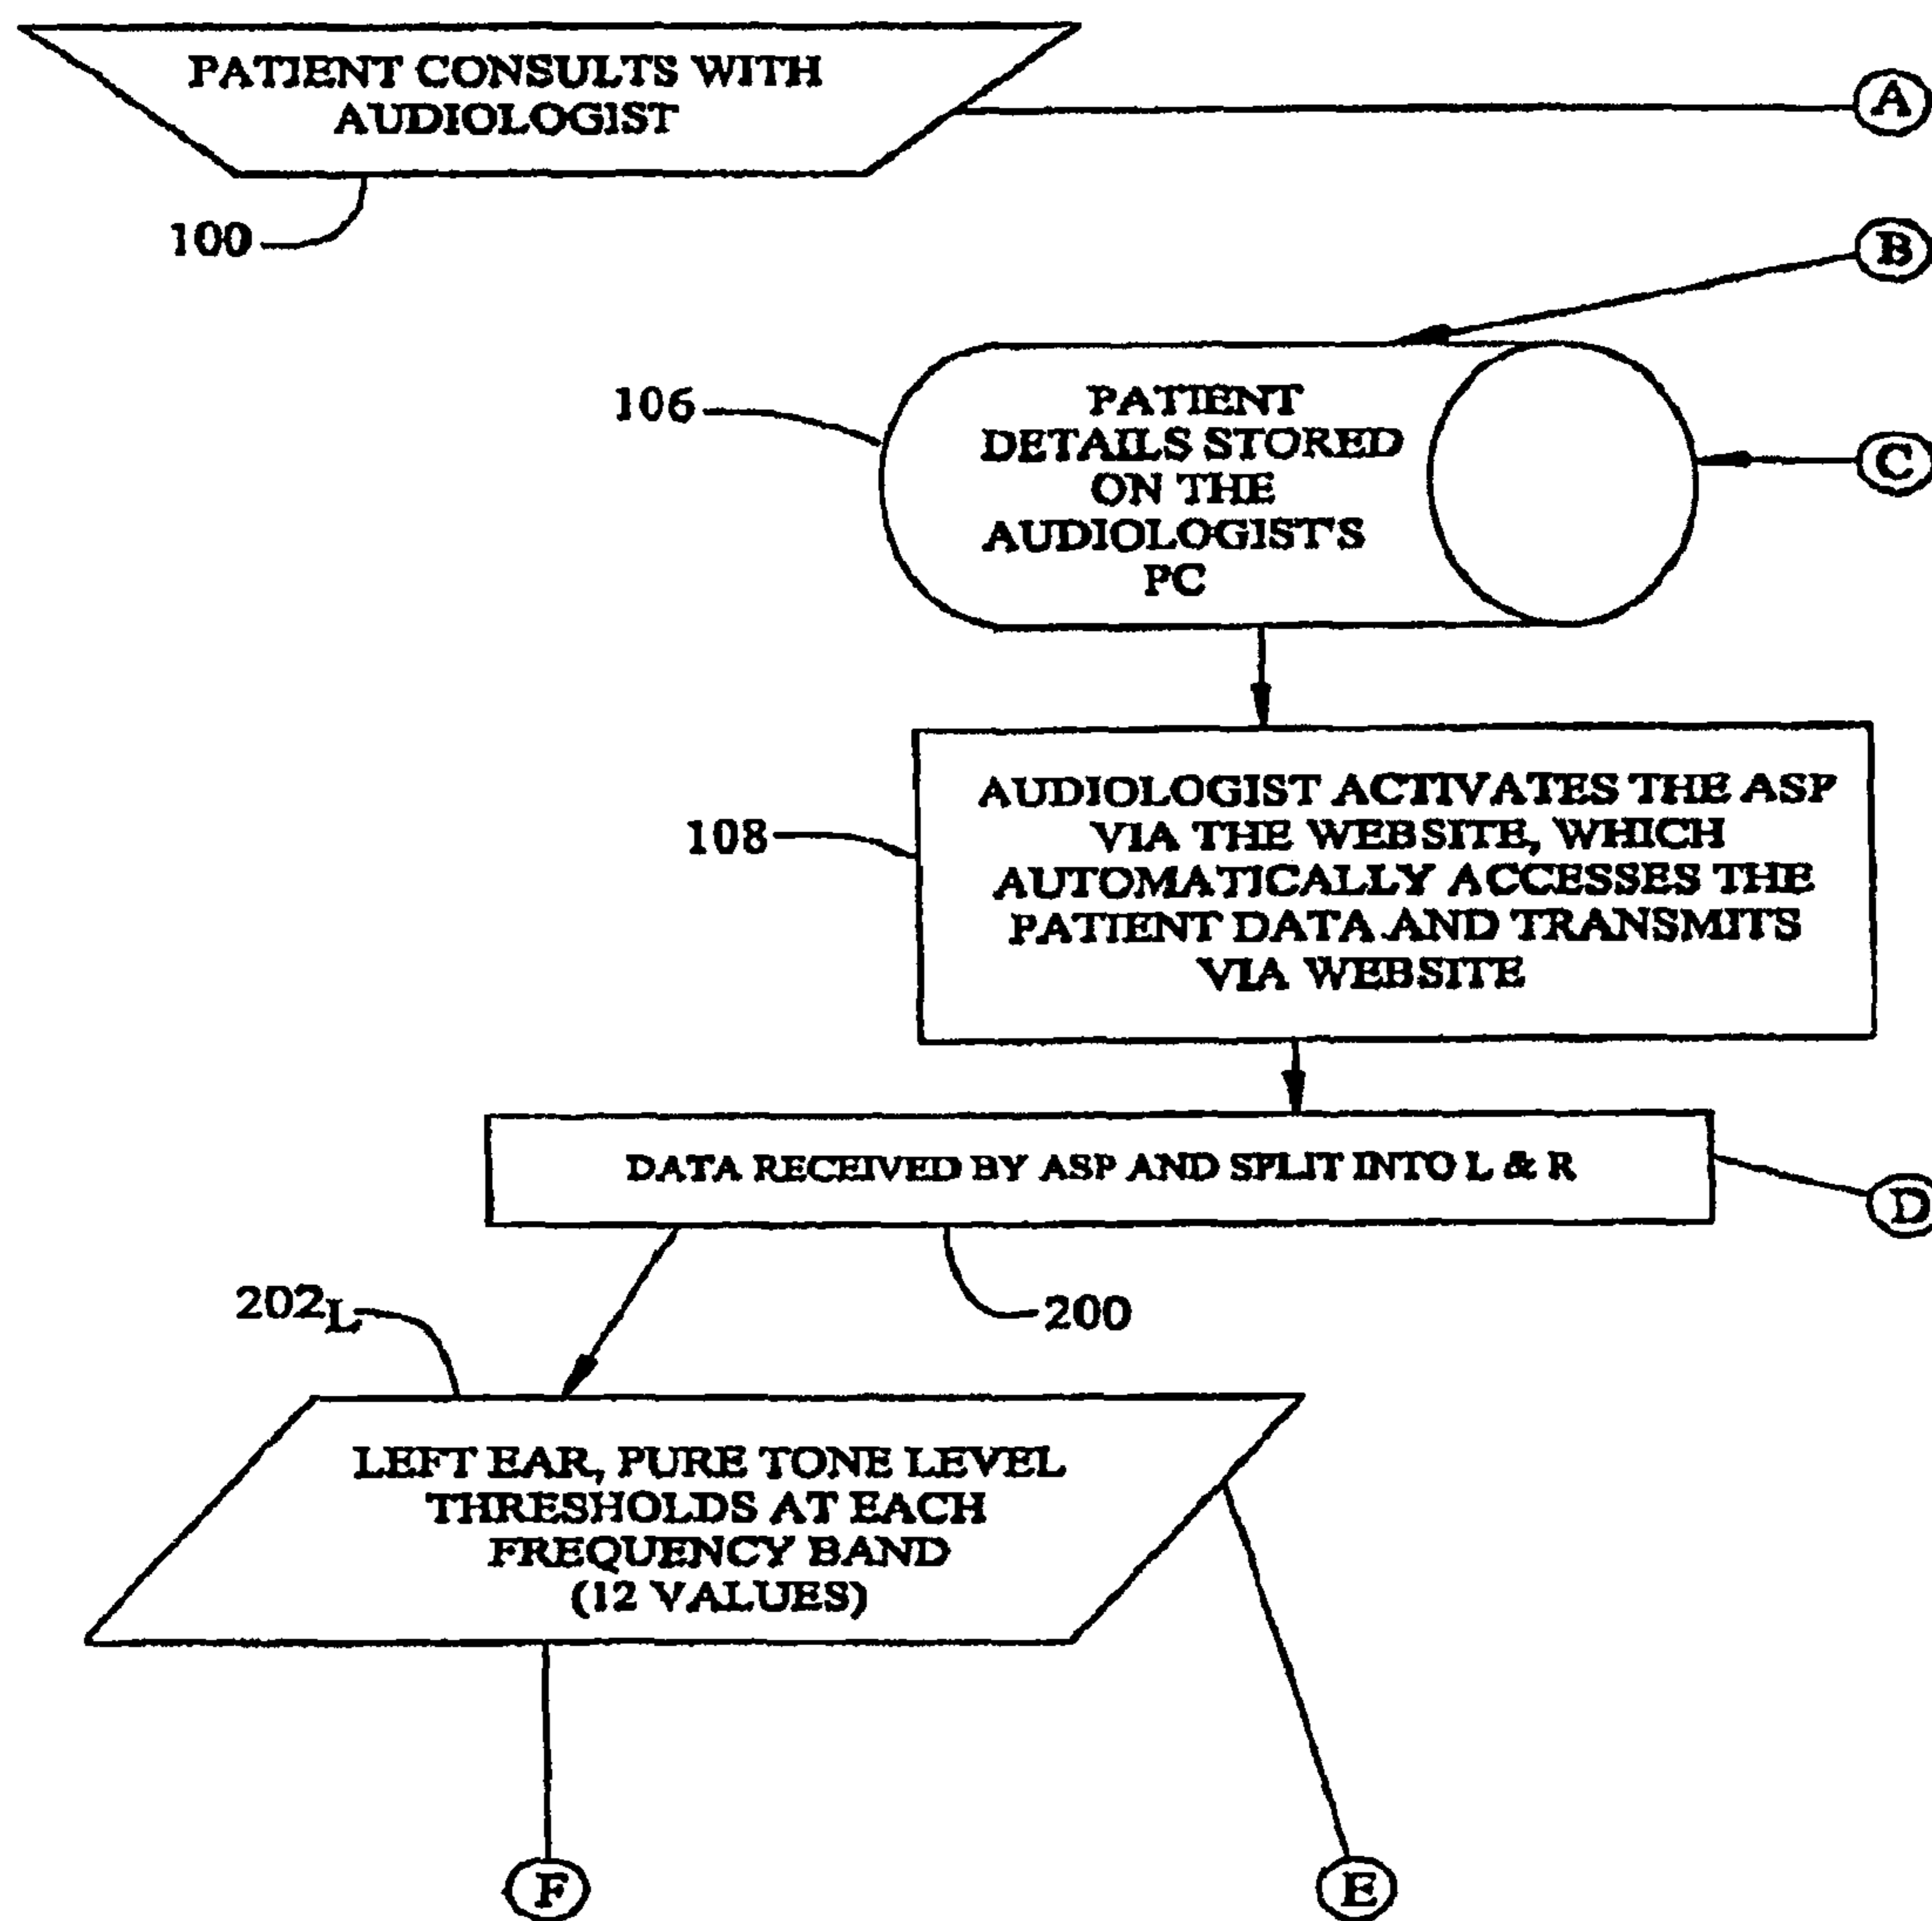 PATIENT CONSULTS WITH
AUDIOLOGIST
A
100
B
106
PATIENT
DETAILS STORED
ON THE
AUDIOLOGIST'S
PC
C
108
AUDIOLOGIST ACTIVATES THE ASP
VIA THE WEBSITE, WHICH
AUTOMATICALLY ACCESSES THE
PATIENT DATA AND TRANSMITS
VIA WEBSITE
DATA RECEIVED BY ASP AND SPLIT INTO L & R
D
202L
200
LEFT EAR, PURE TONE LEVEL
THRESHOLDS AT EACH
FREQUENCY BAND
(12 VALUES)
F
E